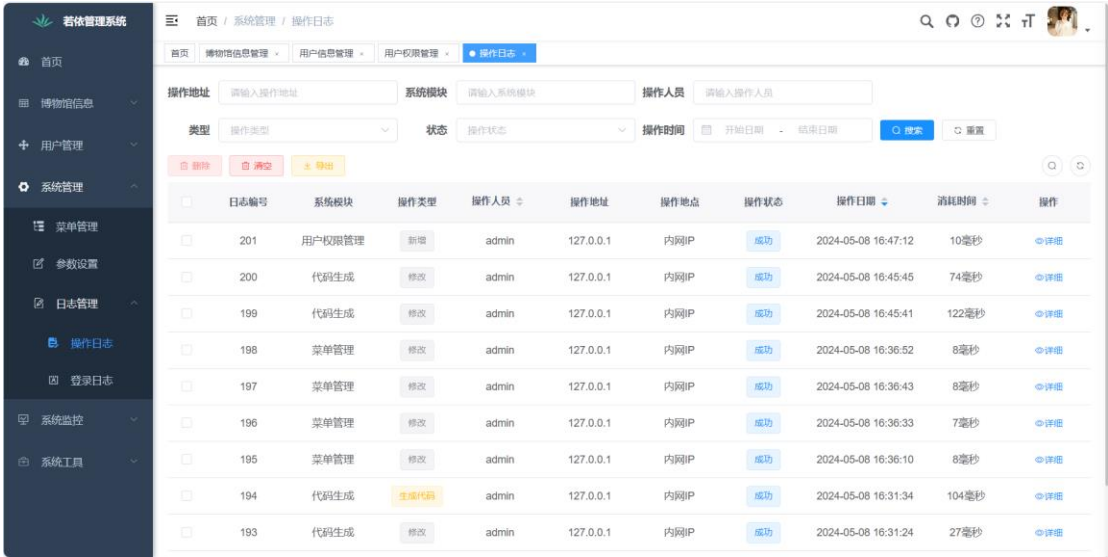 若依管理系统
首页 / 系统管理 / 操作日志
首页
博物馆信息管理 ×
用户信息管理 ×
用户权限管理 ×
操作日志 ×
首页
博物馆信息
用户管理
系统管理
菜单管理
参数设置
日志管理
操作日志
登录日志
系统监控
系统工具
操作地址 请输入操作地址 系统模块 请输入系统模块 操作人员 请输入操作人员
类型 操作类型 状态 操作状态 操作时间 开始日期 - 结束日期 搜索 重置
删除 清空 导出
日志编号 系统模块 操作类型 操作人员 操作地址 操作地点 操作状态 操作日期 消耗时间 操作
201 用户权限管理 新增 admin 127.0.0.1 内网IP 成功 2024-05-08 16:47:12 10毫秒 详细
200 代码生成 修改 admin 127.0.0.1 内网IP 成功 2024-05-08 16:45:45 74毫秒 详细
199 代码生成 修改 admin 127.0.0.1 内网IP 成功 2024-05-08 16:45:41 122毫秒 详细
198 菜单管理 修改 admin 127.0.0.1 内网IP 成功 2024-05-08 16:36:52 8毫秒 详细
197 菜单管理 修改 admin 127.0.0.1 内网IP 成功 2024-05-08 16:36:43 8毫秒 详细
196 菜单管理 修改 admin 127.0.0.1 内网IP 成功 2024-05-08 16:36:33 7毫秒 详细
195 菜单管理 修改 admin 127.0.0.1 内网IP 成功 2024-05-08 16:36:10 8毫秒 详细
194 代码生成 生成代码 admin 127.0.0.1 内网IP 成功 2024-05-08 16:31:34 104毫秒 详细
193 代码生成 修改 admin 127.0.0.1 内网IP 成功 2024-05-08 16:31:24 27毫秒 详细